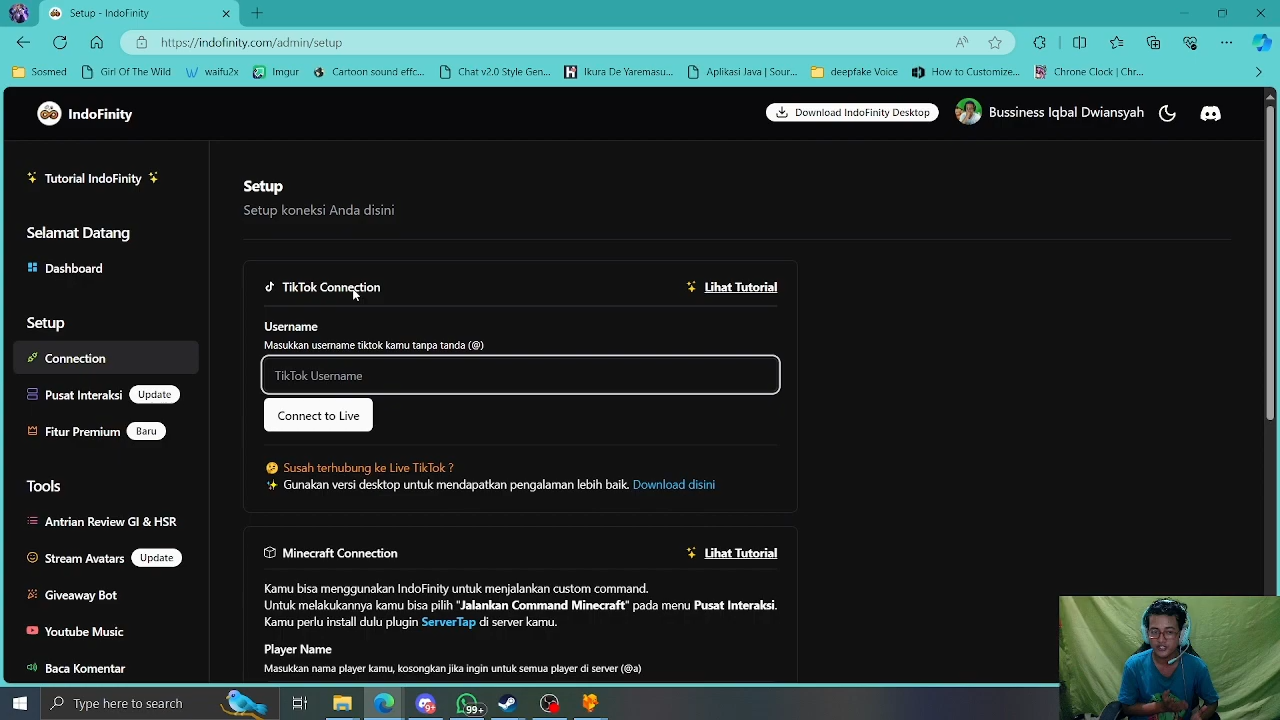 Setup - IndoFinity
https://indofinity.com/admin/setup
Sosmed
Girl Of The Wild
waifu2x
Imgur
Cartoon sound effc...
Chat v2.0 Style Gen...
Ikura De Yaremasu...
Aplikasi Java | Sour...
deepfake Voice
How to Customize...
Chrone Clock | Chr...
IndoFinity
Download IndoFinity Desktop
Bussiness Iqbal Dwiansyah
Tutorial IndoFinity
Selamat Datang
Dashboard
Setup
Connection
Pusat Interaksi Update
Fitur Premium Baru
Tools
Antrian Review GI & HSR
Stream Avatars Update
Giveaway Bot
Youtube Music
Baca Komentar
Setup
Setup koneksi Anda disini
TikTok Connection
Lihat Tutorial
Username
Masukkan username tiktok kamu tanpa tanda (@)
TikTok Username
Connect to Live
Susah terhubung ke Live TikTok ?
Gunakan versi desktop untuk mendapatkan pengalaman lebih baik. Download disini
Minecraft Connection
Lihat Tutorial
Kamu bisa menggunakan IndoFinity untuk menjalankan custom command.
Untuk melakukannya kamu bisa pilih "Jalankan Command Minecraft" pada menu Pusat Interaksi.
Kamu perlu install dulu plugin ServerTap di server kamu.
Player Name
Masukkan nama player kamu, kosongkan jika ingin untuk semua player di server (@a)
Type here to search
99+